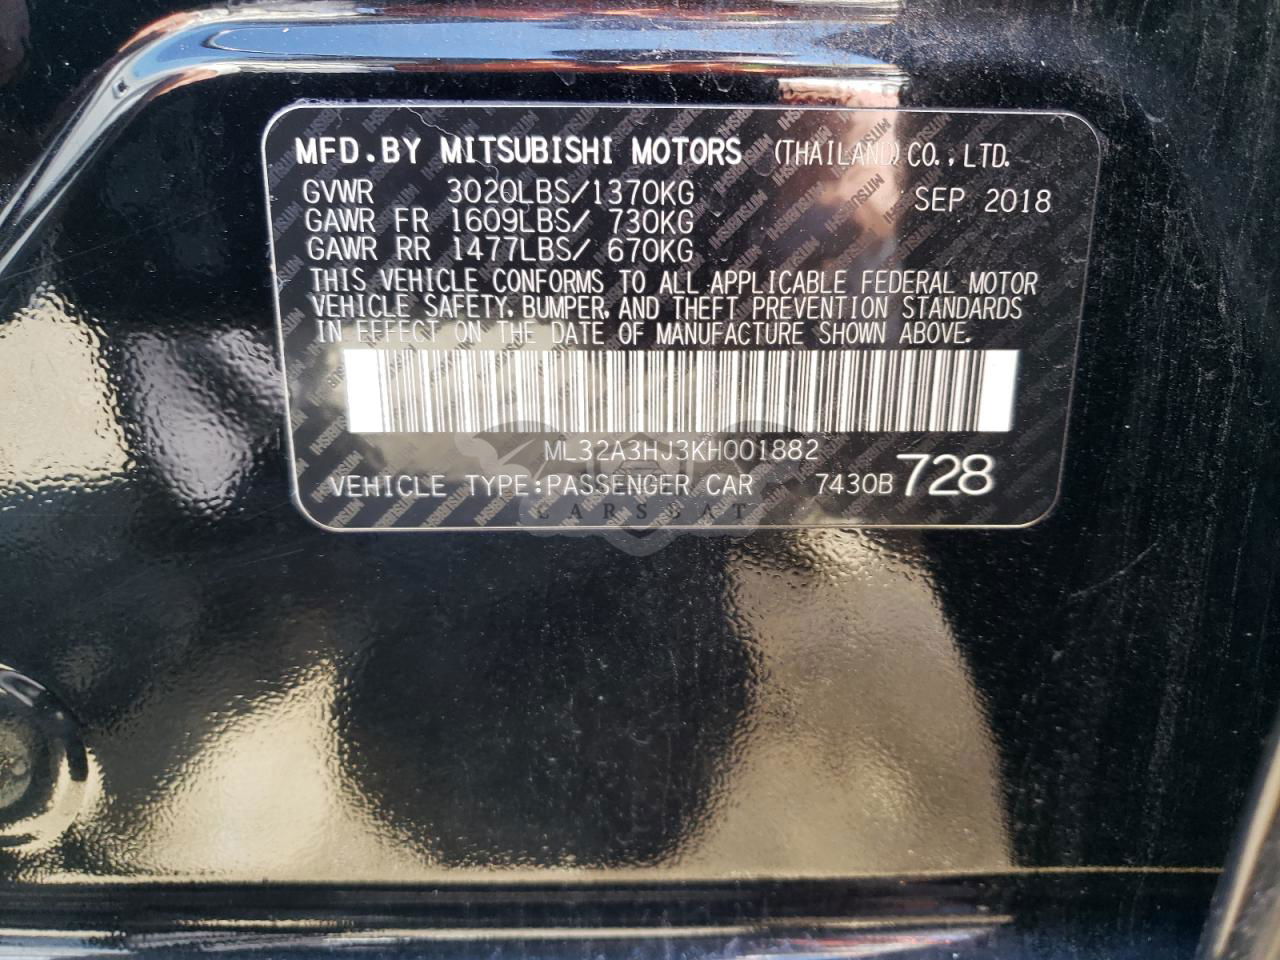 MFD.BY MITSUBISHI MOTORS (THAILAND)CO.,LTD.
GVWR 3020LBS/1370KG SEP 2018
GAWR FR 1609LBS/ 730KG
GAWR RR 1477LBS/ 670KG
THIS VEHICLE CONFORMS TO ALL APPLICABLE FEDERAL MOTOR
VEHICLE SAFETY, BUMPER, AND THEFT PREVENTION STANDARDS
IN EFFECT ON THE DATE OF MANUFACTURE SHOWN ABOVE.
ML32A3HJ3KH001882
VEHICLE TYPE:PASSENGER CAR 7430B 728
CARSBAT